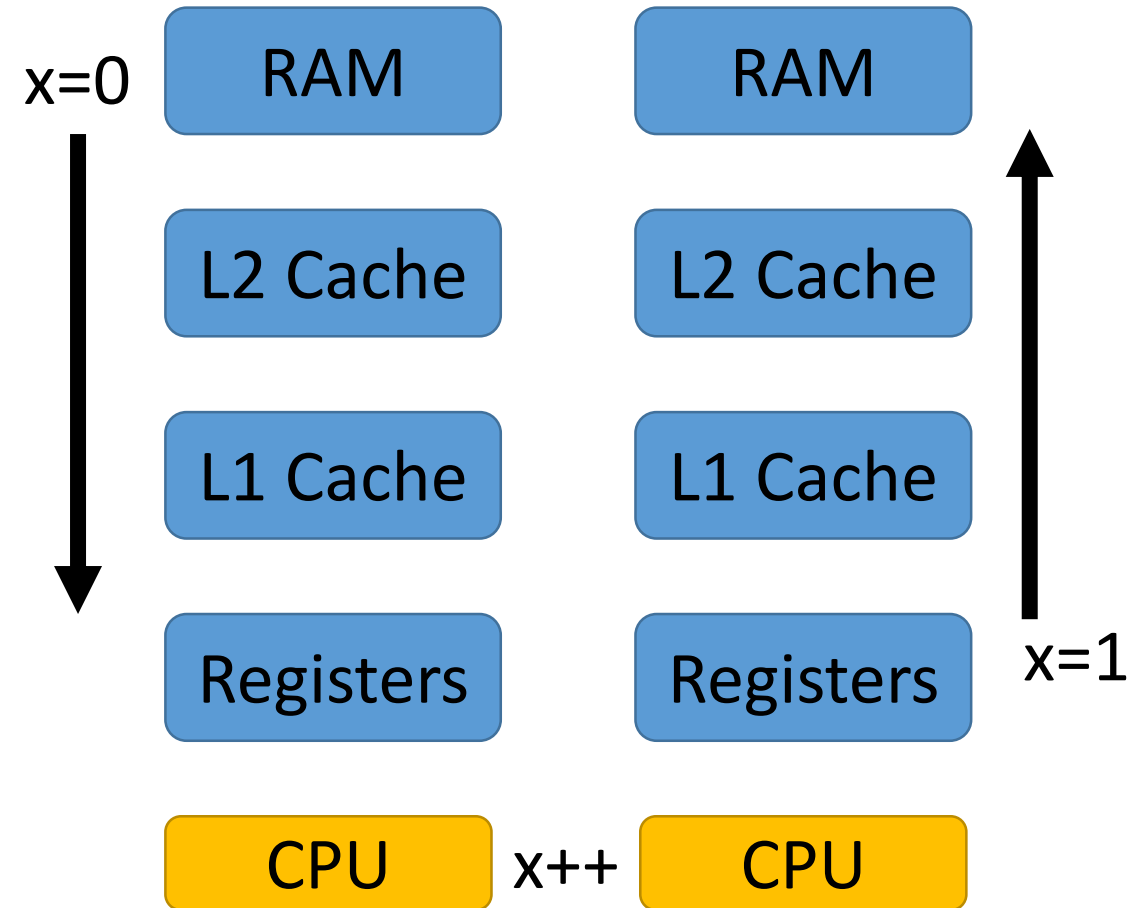 x=0
RAM
RAM
L2 Cache
L2 Cache
L1 Cache
L1 Cache
Registers
Registers
x=1
CPU
x++
CPU